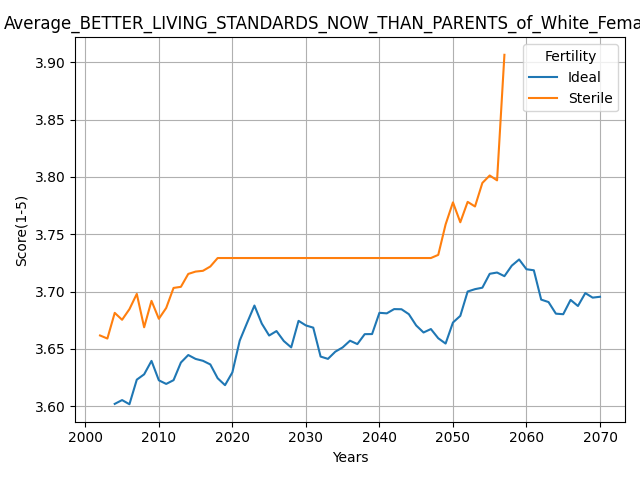 Average_BETTER_LIVING_STANDARDS_NOW_THAN_PARENTS_of_White_Fema
Fertility
Ideal
Sterile
Score(1-5)
3.90
3.85
3.80
3.75
3.70
3.65
3.60
2000 2010 2020 2030 2040 2050 2060 2070
Years